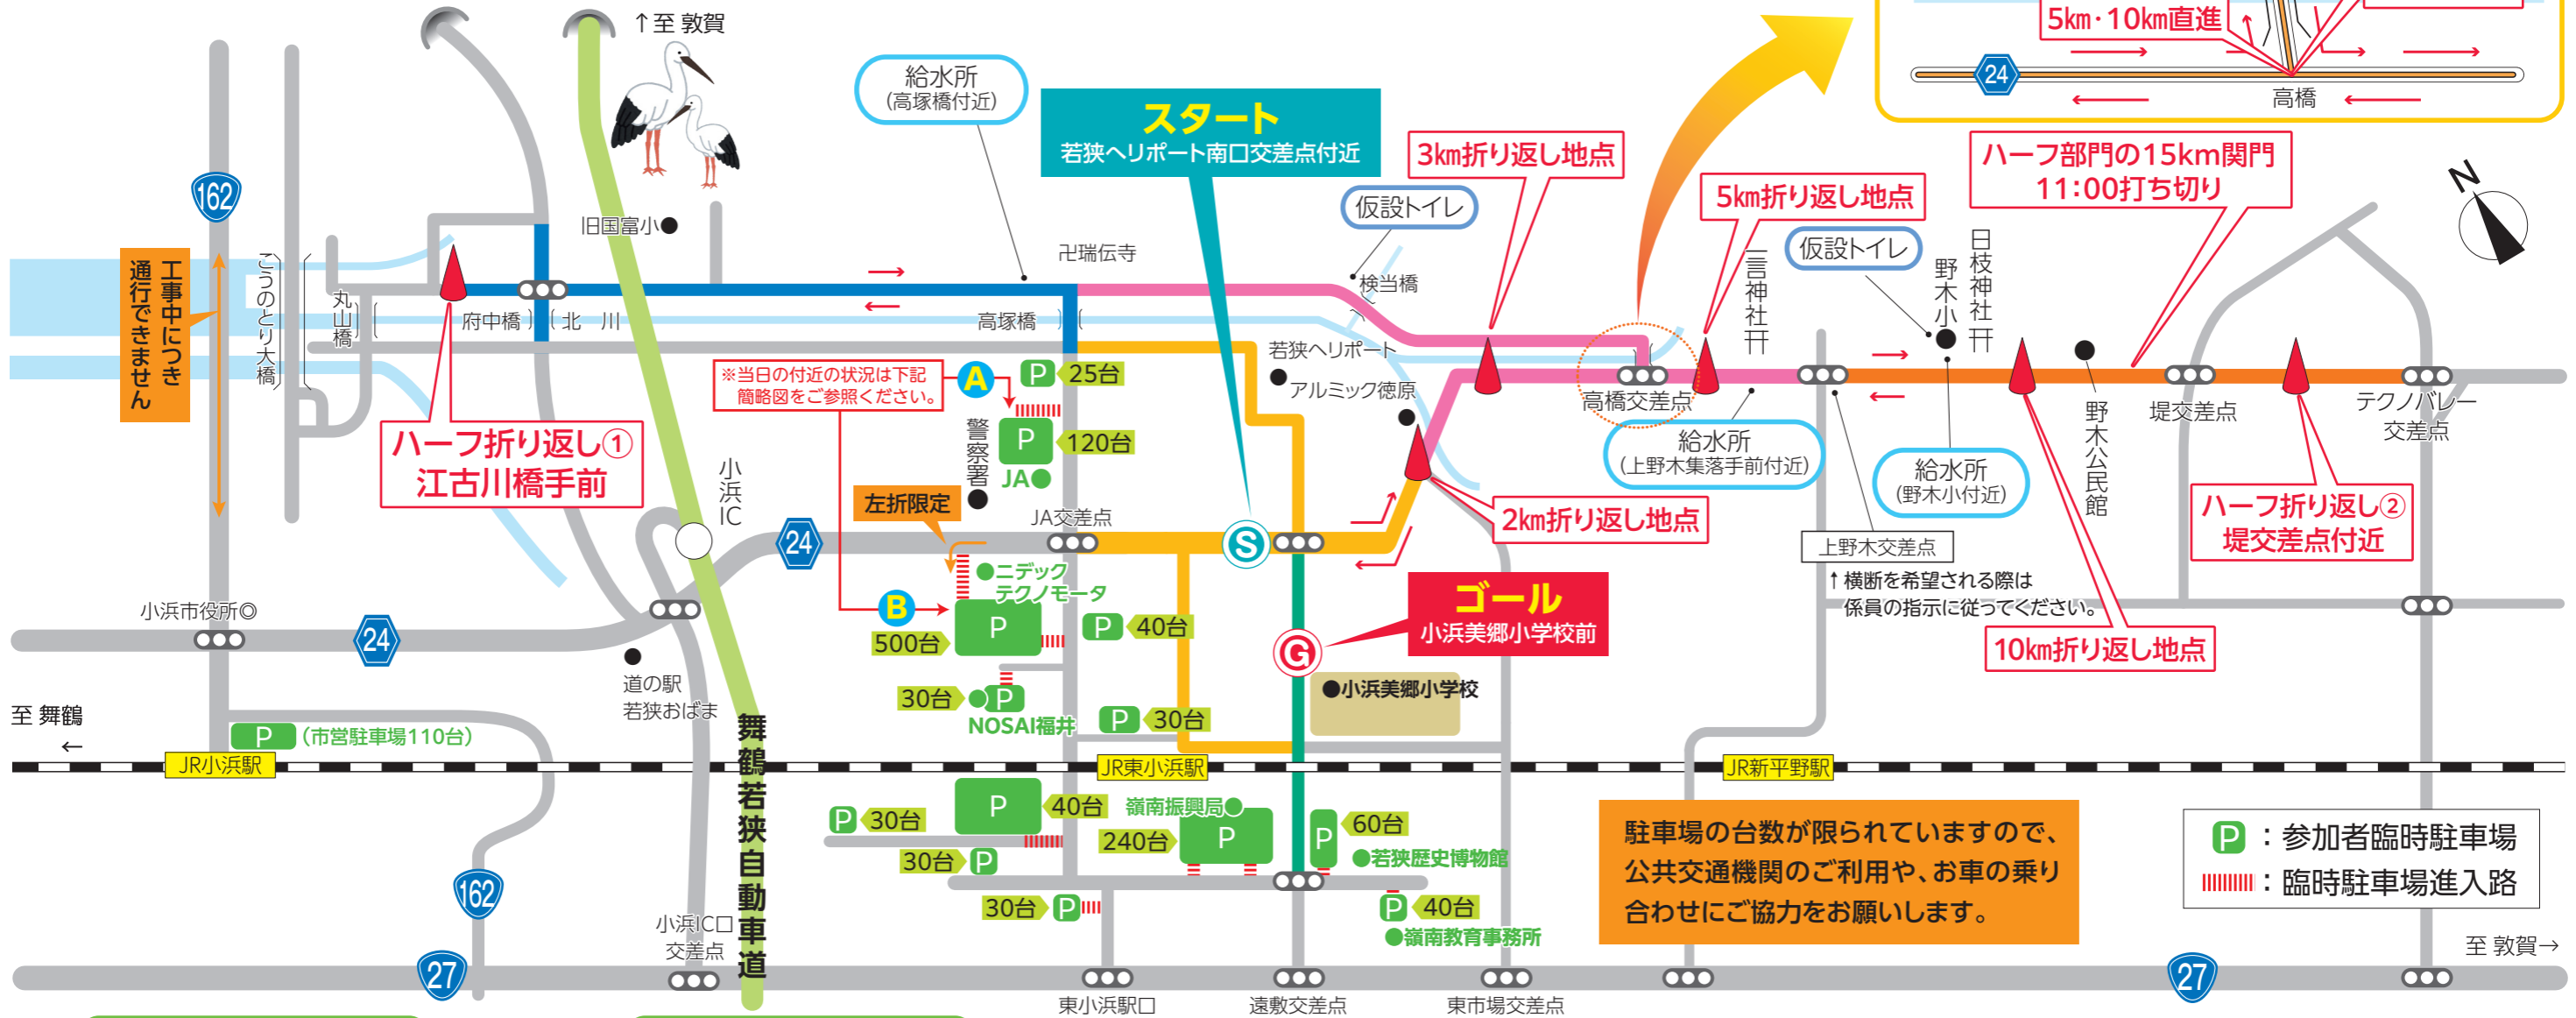 ↑至 敦賀
給水所
(高塚橋付近)
スタート
若狭ヘリポート南口交差点付近
5km・10km直進
24
高橋
3km折り返し地点
5km折り返し地点
ハーフ部門の15km関門
11:00打ち切り
N
162
旧国富小●
卍瑞伝寺
仮設トイレ
検当橋
仮設トイレ
一言神社
野木小
日枝神社
工事中につき
通行できません
こうのとり大橋
丸山橋
府中橋
北 川
高塚橋
若狭ヘリポート
アルミック徳原
高橋交差点
堤交差点
テクノバレー
交差点
※当日の付近の状況は下記
簡略図をご参照ください。
A
P 25台
P 120台
警察署
JA●
給水所
(上野木集落手前付近)
給水所
(野木小付近)
野木公民館
ハーフ折り返し①
江古川橋手前
ハーフ折り返し②
堤交差点付近
小浜IC
左折限定
JA交差点
24
S
2km折り返し地点
上野木交差点
↑横断を希望される際は
係員の指示に従ってください。
●ニデック
テクノモータ
B
P
500台
P 40台
ゴール
小浜美郷小学校前
G
10km折り返し地点
小浜市役所◎
24
道の駅
若狭おばま
30台 P
NOSAI福井
P 30台
●小浜美郷小学校
至 舞鶴
←
P (市営駐車場110台)
JR小浜駅
JR東小浜駅
JR新平野駅
舞鶴若狭自動車道
P 30台
P 40台
30台 P
嶺南振興局●
240台 P
P 60台
●若狭歴史博物館
30台 P
P 40台
●嶺南教育事務所
駐車場の台数が限られていますので、
公共交通機関のご利用や、お車の乗り
合わせにご協力をお願いします。
P :参加者臨時駐車場
:臨時駐車場進入路
162
小浜IC口
交差点
27
東小浜駅口
遠敷交差点
東市場交差点
27
至 敦賀→